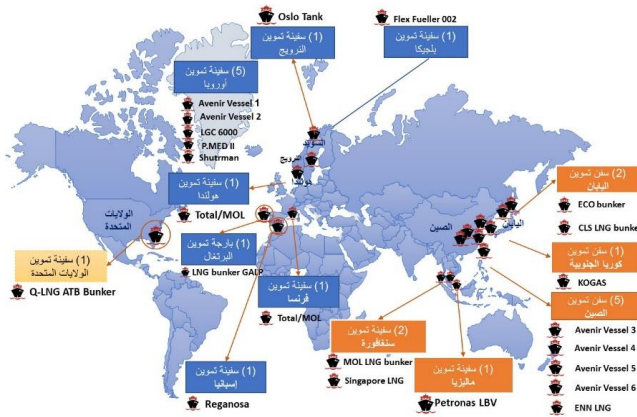 Oslo Tank
(1) سفينة تموين
النرويج
Flex Fueller 002
(1) سفينة تموين
بلجيكا
(5) سفينة تموين
أوروبا
Avenir Vessel 1
Avenir Vessel 2
LGC 6000
P.MED II
Shutrman
السويد
النرويج
هولندا
(1) سفينة تموين
هولندا
Total/MOL
الولايات
المتحدة
(1) سفينة تموين
الولايات المتحدة
Q-LNG ATB Bunker
(1) بارجة تموين
البرتغال
LNG bunker GALP
(1) سفينة تموين
فرنسا
Total/MOL
(1) سفينة تموين
إسبانيا
Reganosa
(2) سفينة تموين
سنغافورة
MOL LNG bunker
Singapore LNG
(1) سفينة تموين
ماليزيا
Petronas LBV
الصين
اليابان
(2) سفن تموين
اليابان
ECO bunker
CLS LNG bunker
(1) سفن تموين
كوريا الجنوبية
KOGAS
(5) سفن تموين
الصين
Avenir Vessel 3
Avenir Vessel 4
Avenir Vessel 5
Avenir Vessel 6
ENN LNG